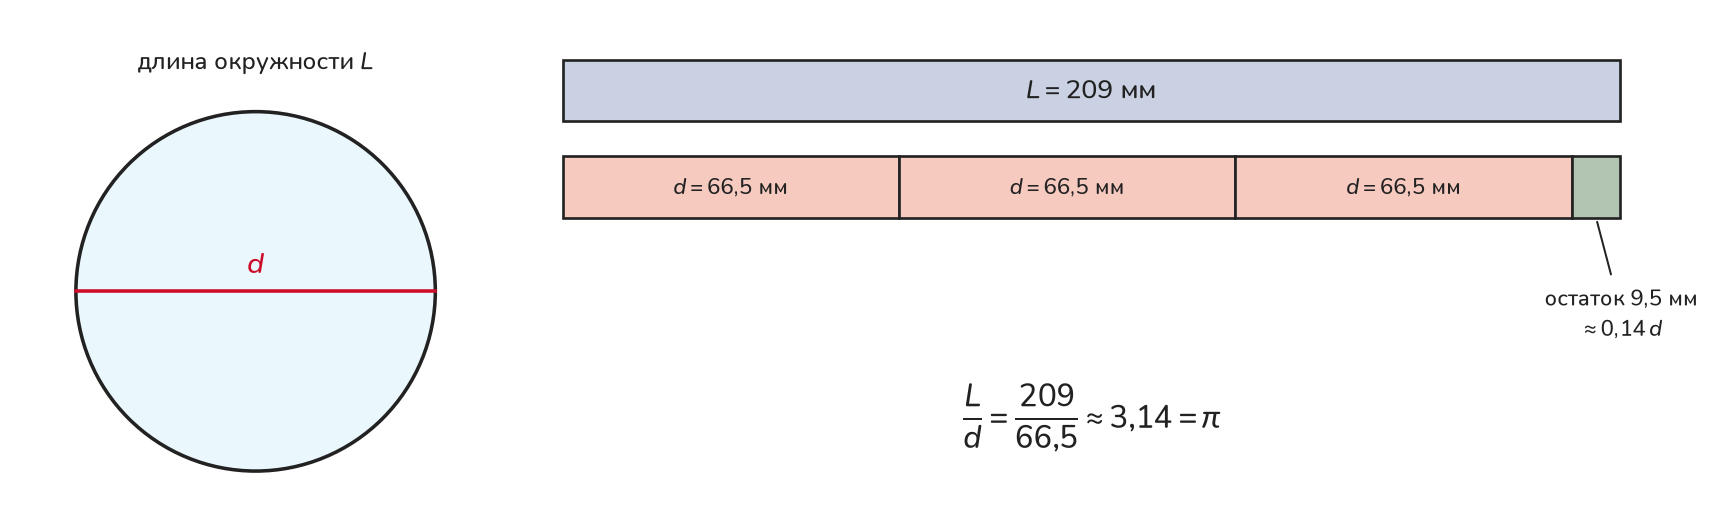 длина окружности L
d
L = 209 мм
d = 66,5 мм
d = 66,5 мм
d = 66,5 мм
остаток 9,5 мм
≈ 0,14 d
L/d = 209/66,5 ≈ 3,14 = π